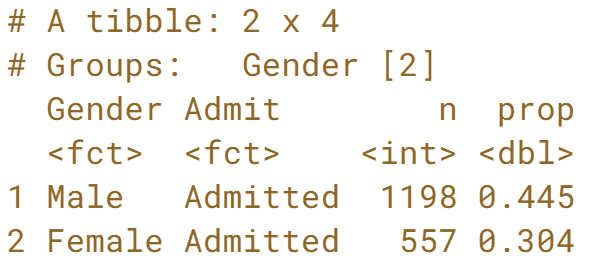 # A tibble: 2 x 4
# Groups:   Gender [2]
  Gender Admit        n  prop
  <fct>  <fct>    <int> <dbl>
1 Male   Admitted  1198 0.445
2 Female Admitted   557 0.304